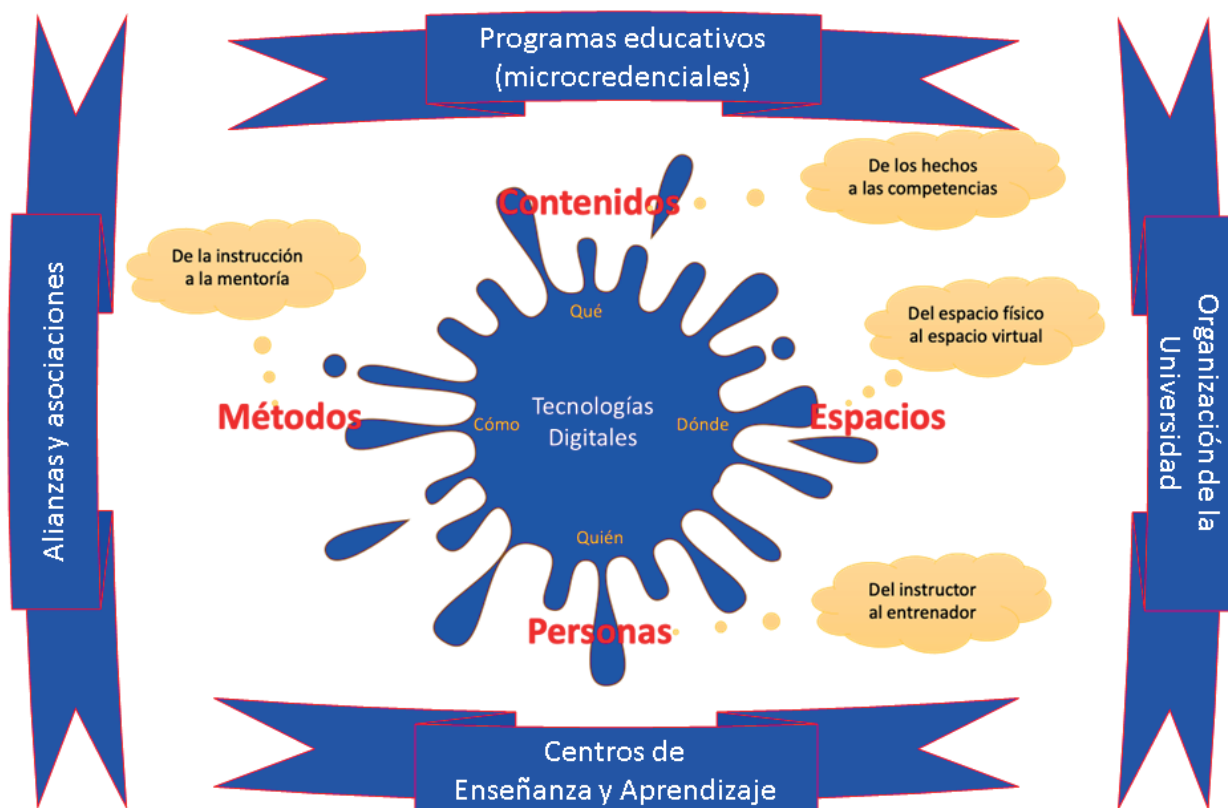 Programas educativos
(microcredenciales)
De los hechos
a las competencias
Contenidos
De la instrucción
a la mentoría
Del espacio físico
al espacio virtual
Qué
Alianzas y asociaciones
Organización de la
Universidad
Métodos
Cómo
Tecnologías
Digitales
Dónde
Espacios
Quién
Del instructor
al entrenador
Personas
Centros de
Enseñanza y Aprendizaje